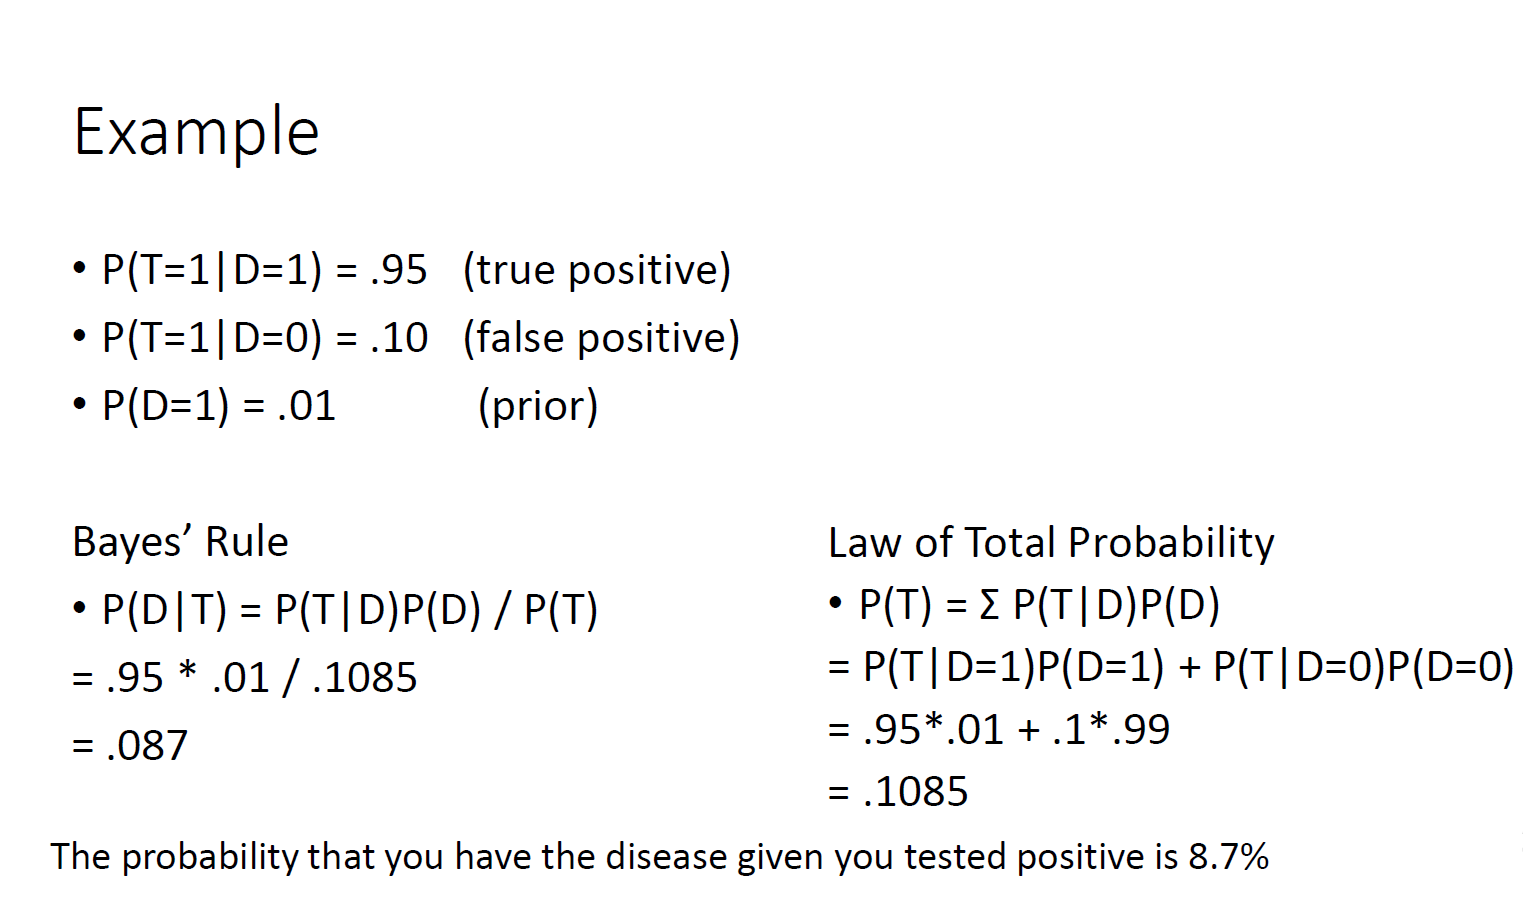 Example
• P(T=1|D=1) = .95 (true positive)
• P(T=1|D=0) = .10 (false positive)
• P(D=1) = .01 (prior)
Bayes’ Rule
• P(D|T) = P(T|D)P(D) / P(T)
= .95 * .01 / .1085
= .087
Law of Total Probability
• P(T) = Σ P(T|D)P(D)
= P(T|D=1)P(D=1) + P(T|D=0)P(D=0)
= .95*.01 + .1*.99
= .1085
The probability that you have the disease given you tested positive is 8.7%